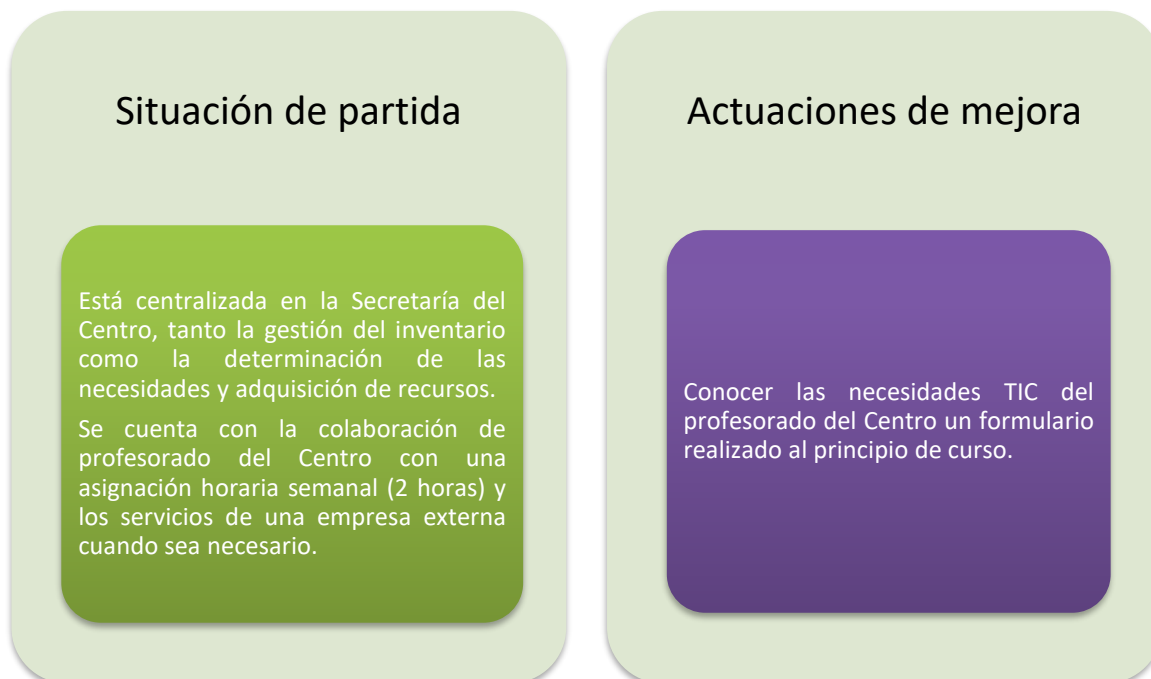 Situación de partida
Está centralizada en la Secretaría del
Centro, tanto la gestión del inventario
como la determinación de las
necesidades y adquisición de recursos.
Se cuenta con la colaboración de
profesorado del Centro con una
asignación horaria semanal (2 horas) y
los servicios de una empresa externa
cuando sea necesario.
Actuaciones de mejora
Conocer las necesidades TIC del
profesorado del Centro un formulario
realizado al principio de curso.